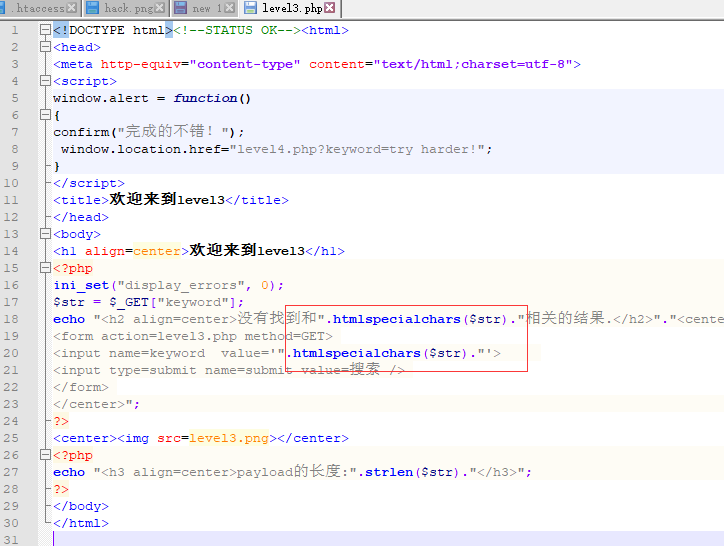 .htaccess hack.png new 1 level3.php
1 <!DOCTYPE html><!--STATUS OK--><html>
2 <head>
3 <meta http-equiv="content-type" content="text/html;charset=utf-8">
4 <script>
5 window.alert = function()
6 {
7 confirm("完成的不错！");
8 window.location.href="level4.php?keyword=try harder!";
9 }
10 </script>
11 <title>欢迎来到level3</title>
12 </head>
13 <body>
14 <h1 align=center>欢迎来到level3</h1>
15 <?php
16 ini_set("display_errors", 0);
17 $str = $_GET["keyword"];
18 echo "<h2 align=center>没有找到和".htmlspecialchars($str)."相关的结果.</h2>"."<cente
19 <form action=level3.php method=GET>
20 <input name=keyword  value='".htmlspecialchars($str)."'>
21 <input type=submit name=submit value=搜索 />
22 </form>
23 </center>";
24 ?>
25 <center><img src=level3.png></center>
26 <?php
27 echo "<h3 align=center>payload的长度:".strlen($str)."</h3>";
28 ?>
29 </body>
30 </html>
31